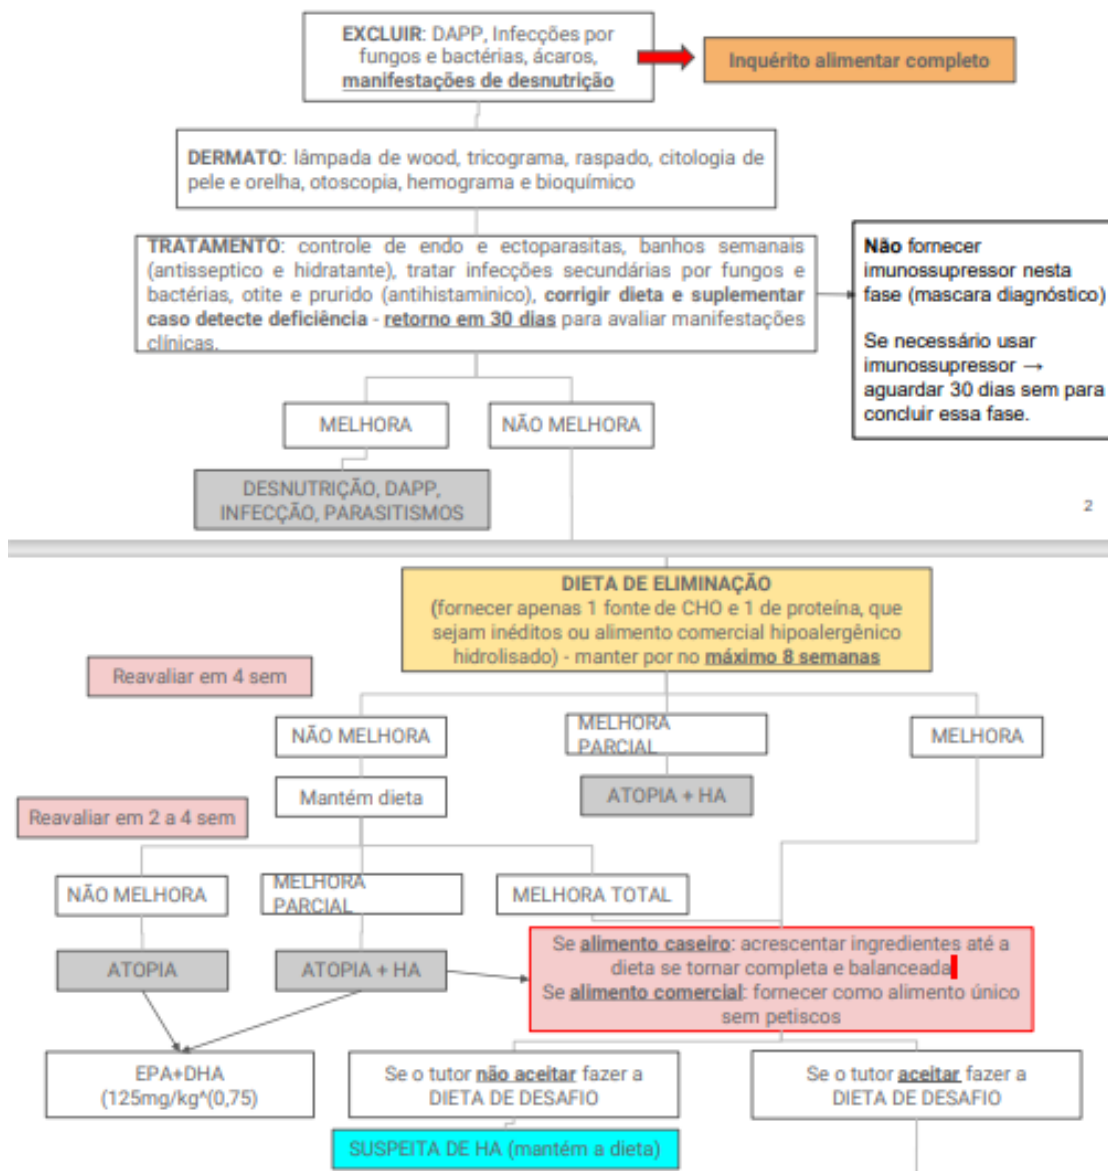 EXCLUIR: DAPP, Infecções por
fungos e bactérias, ácaros,
manifestações de desnutrição
Inquérito alimentar completo
DERMATO: lâmpada de wood, tricograma, raspado, citologia de
pele e orelha, otoscopia, hemograma e bioquímico
TRATAMENTO: controle de endo e ectoparasitas, banhos semanais
(antisseptico e hidratante), tratar infecções secundárias por fungos e
bactérias, otite e prurido (antihistaminico), corrigir dieta e suplementar
caso detecte deficiência - retorno em 30 dias para avaliar manifestações
clínicas.
Não fornecer
imunossupressor nesta
fase (mascara diagnóstico)
Se necessário usar
imunossupressor →
aguardar 30 dias sem para
concluir essa fase.
MELHORA
NÃO MELHORA
DESNUTRIÇÃO, DAPP,
INFECÇÃO, PARASITISMOS
2
DIETA DE ELIMINAÇÃO
(fornecer apenas 1 fonte de CHO e 1 de proteína, que
sejam inéditos ou alimento comercial hipoalergênico
hidrolisado) - manter por no máximo 8 semanas
Reavaliar em 4 sem
NÃO MELHORA
MELHORA
PARCIAL
MELHORA
Mantém dieta
ATOPIA + HA
Reavaliar em 2 a 4 sem
NÃO MELHORA
MELHORA
PARCIAL
MELHORA TOTAL
ATOPIA
ATOPIA + HA
Se alimento caseiro: acrescentar ingredientes até a
dieta se tornar completa e balanceada
Se alimento comercial: fornecer como alimento único
sem petiscos
EPA+DHA
(125mg/kg^(0,75)
Se o tutor não aceitar fazer a
DIETA DE DESAFIO
Se o tutor aceitar fazer a
DIETA DE DESAFIO
SUSPEITA DE HA (mantém a dieta)